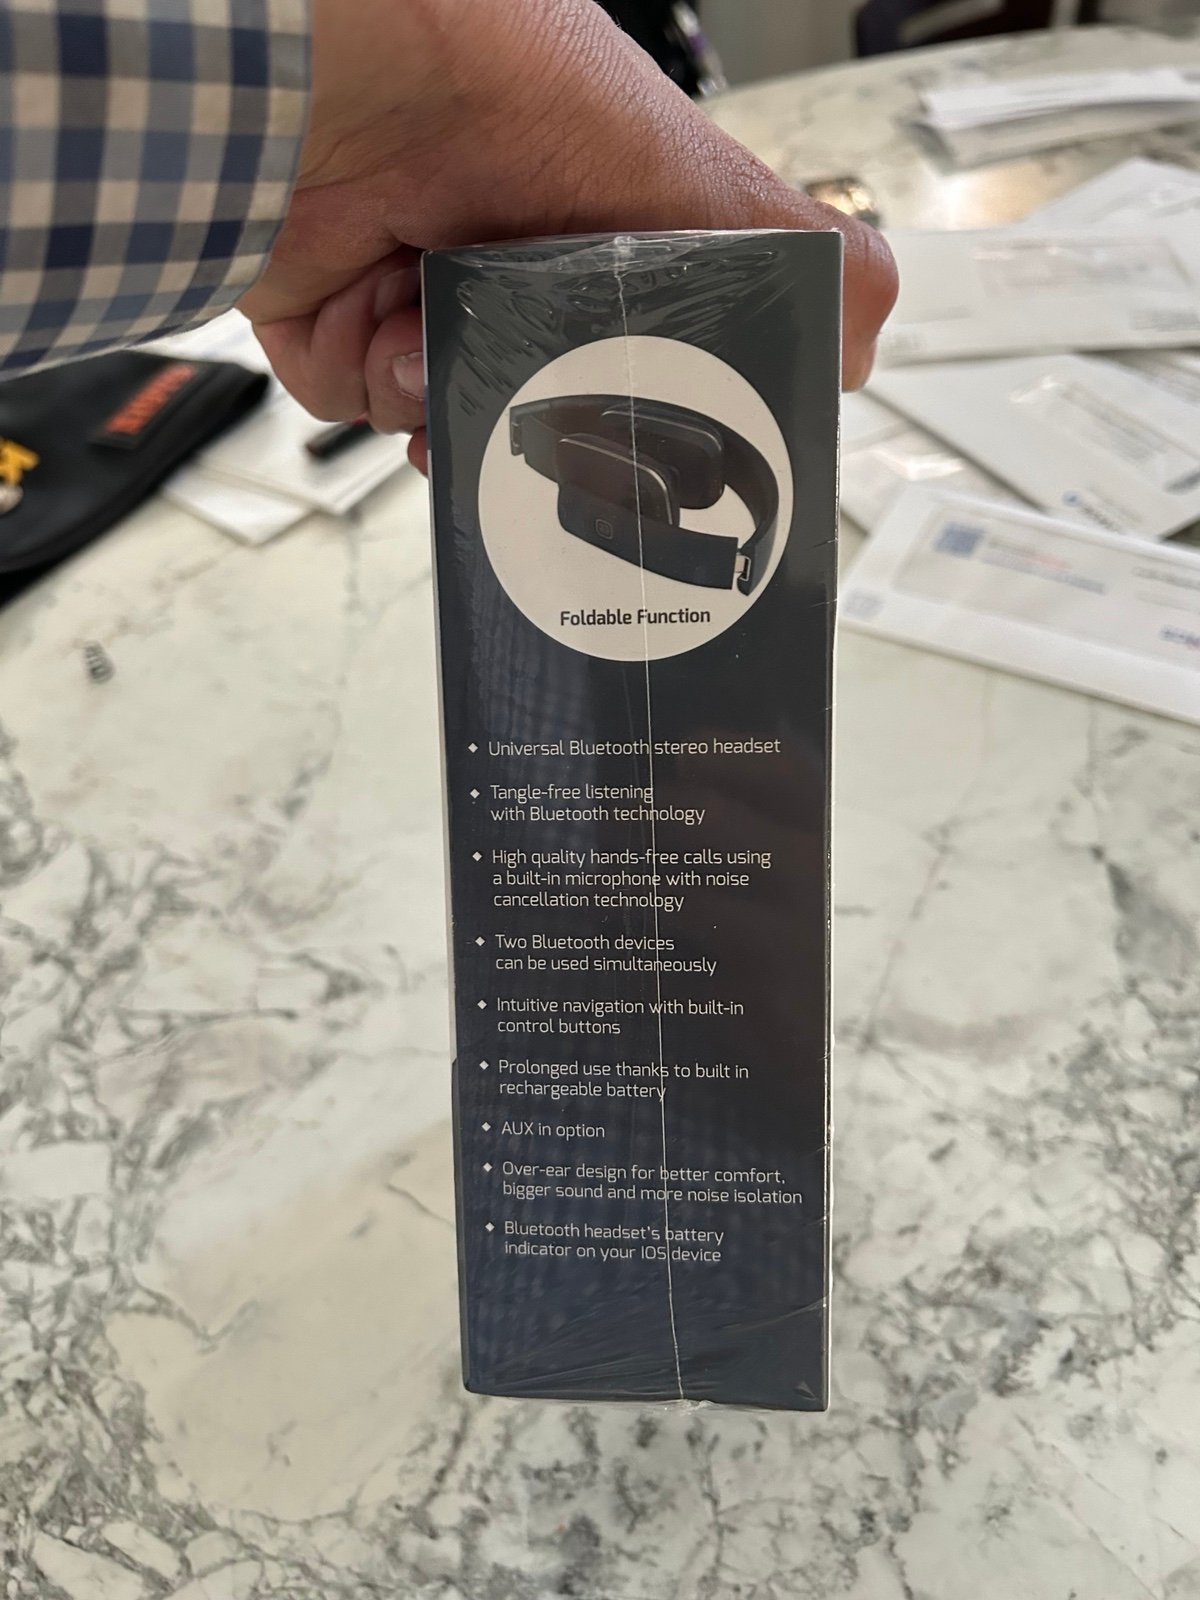 Foldable Function
Universal Bluetooth stereo headset
Tangle-free listening
with Bluetooth technology
High quality hands-free calls using
a built-in microphone with noise
cancellation technology
Two Bluetooth devices
can be used simultaneously
Intuitive navigation with built-in
control buttons
Prolonged use thanks to built in
rechargeable battery
AUX in option
Over-ear design for better comfort,
bigger sound and more noise isolation
Bluetooth headset's battery
indicator on your IOS device